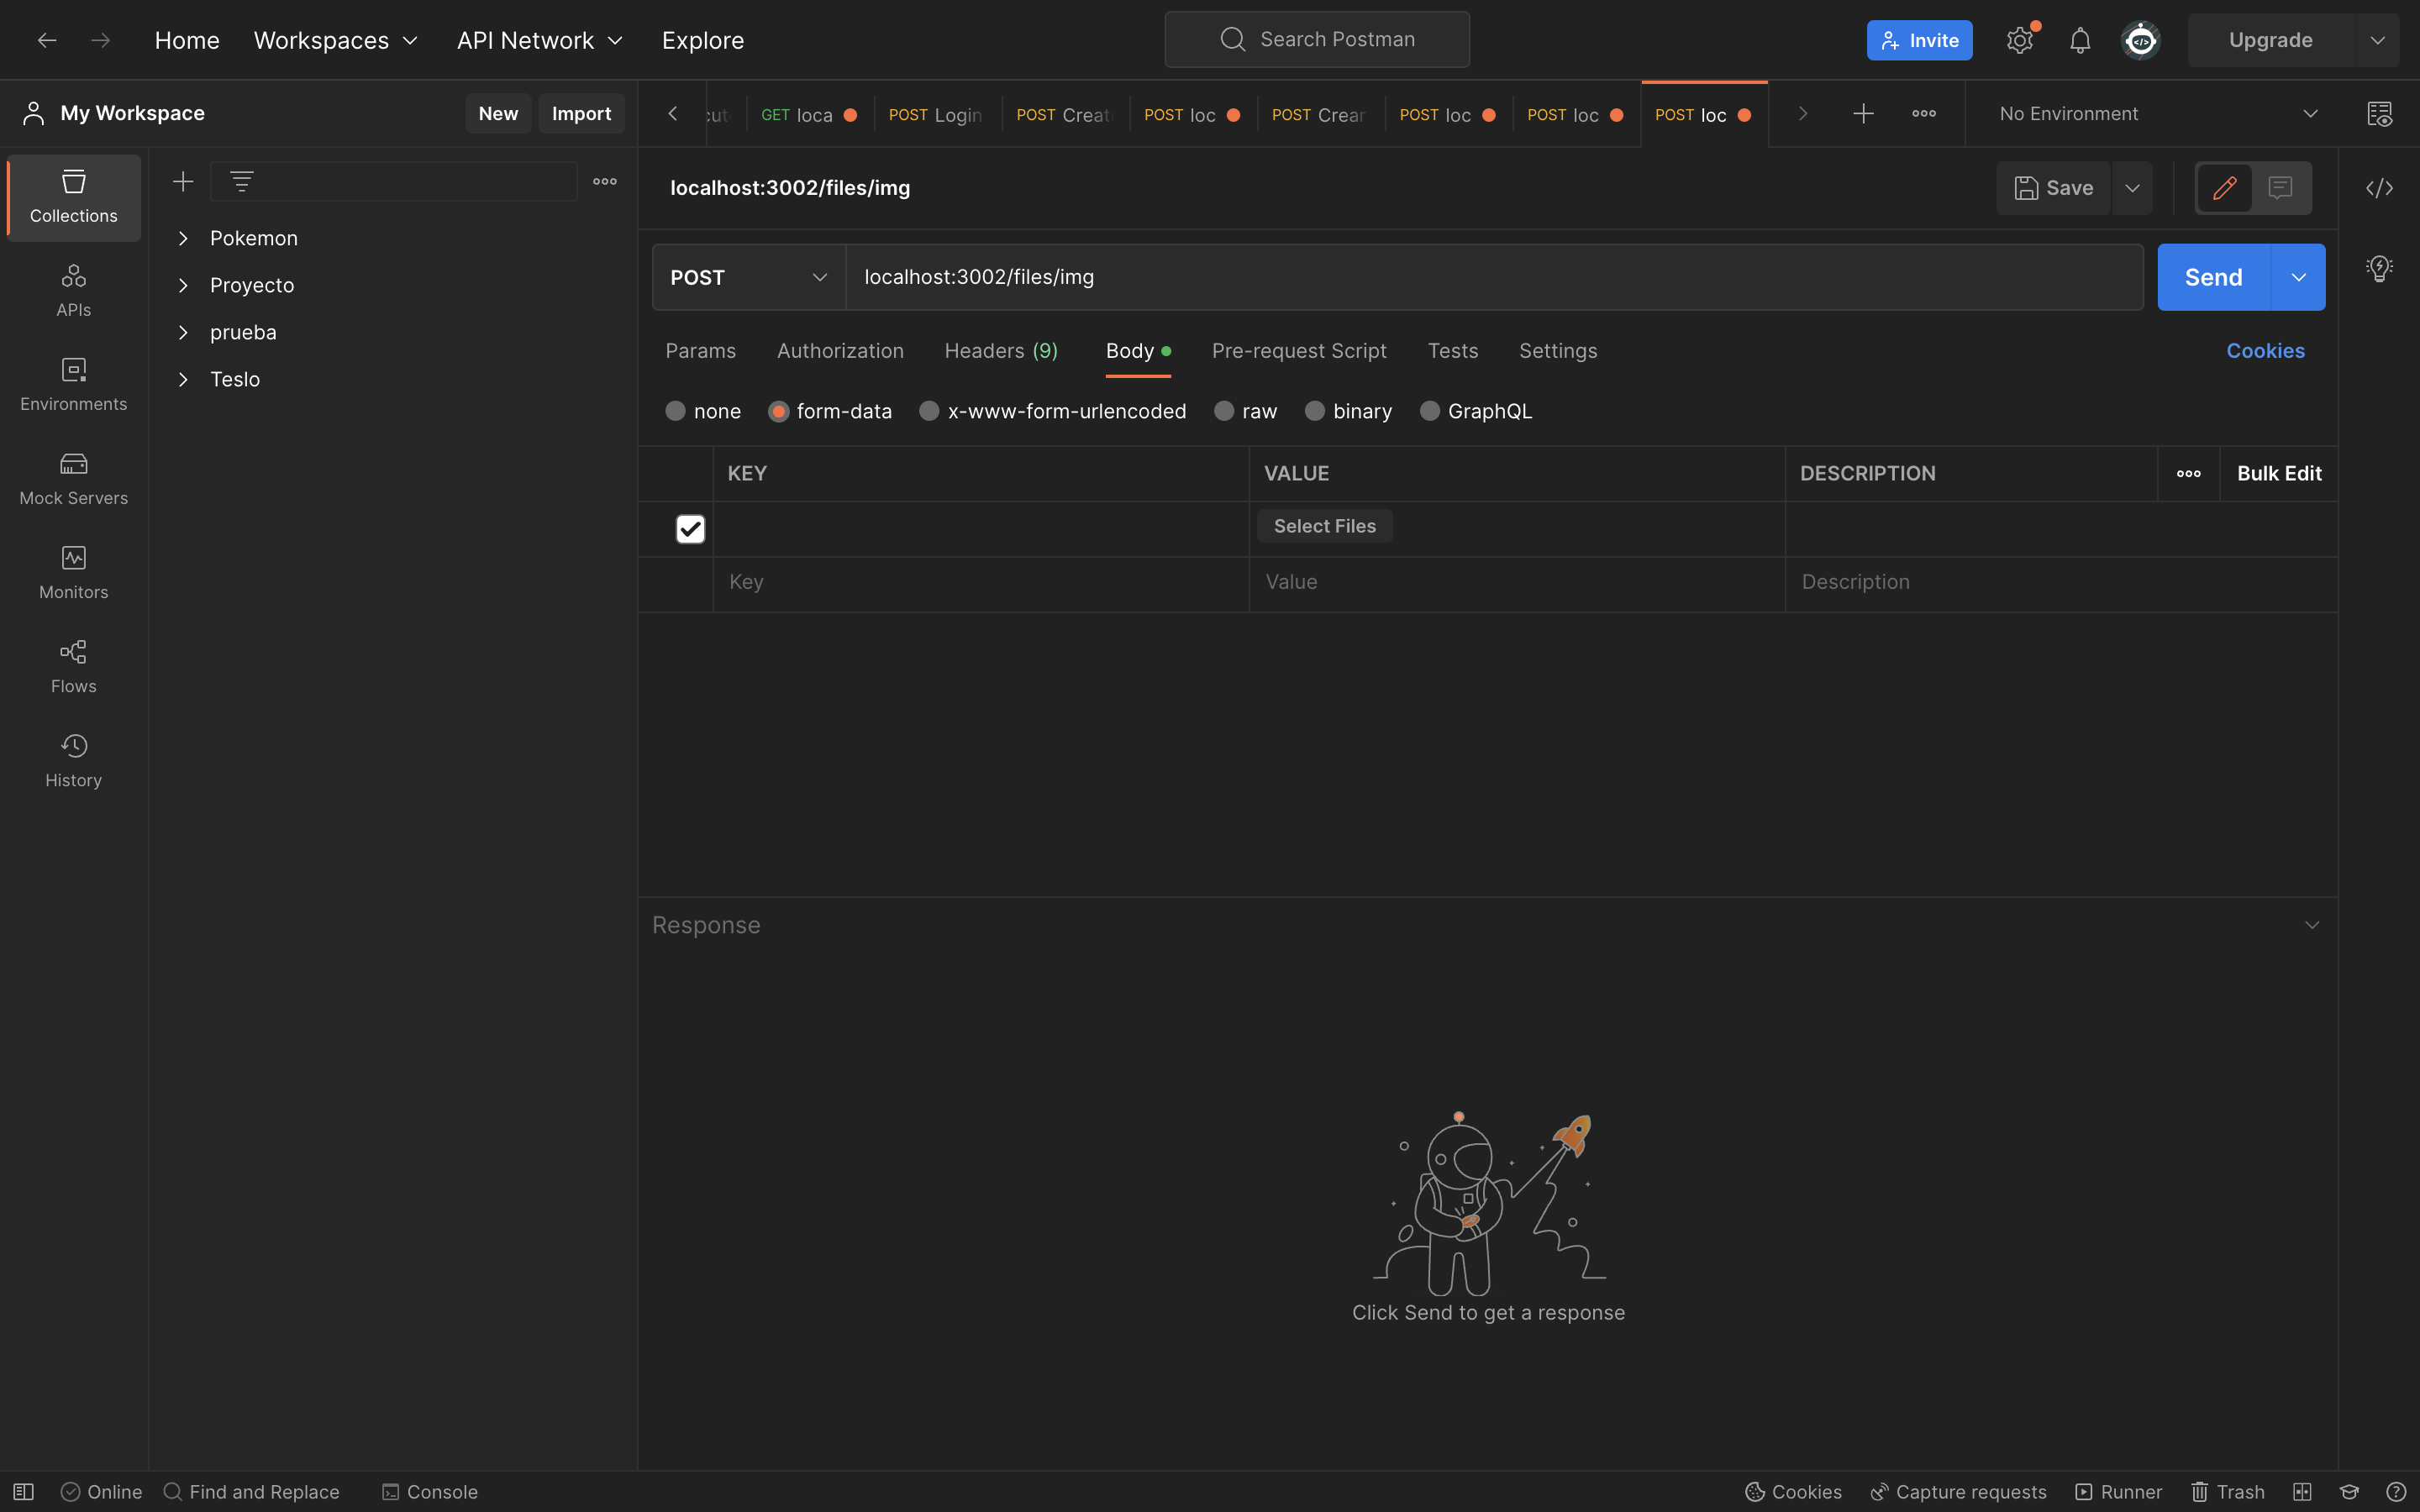 Home Workspaces API Network Explore Search Postman Invite Upgrade
My Workspace New Import
GET loca POST Login POST Creat POST loc POST Crear POST loc POST loc POST loc No Environment
Collections
APIs
Environments
Mock Servers
Monitors
Flows
History
Pokemon
Proyecto
prueba
Teslo
localhost:3002/files/img Save
POST localhost:3002/files/img Send
Params Authorization Headers (9) Body Pre-request Script Tests Settings Cookies
none form-data x-www-form-urlencoded raw binary GraphQL
KEY VALUE DESCRIPTION Bulk Edit
Select Files
Key Value Description
Response
Click Send to get a response
Online Find and Replace Console Cookies Capture requests Runner Trash